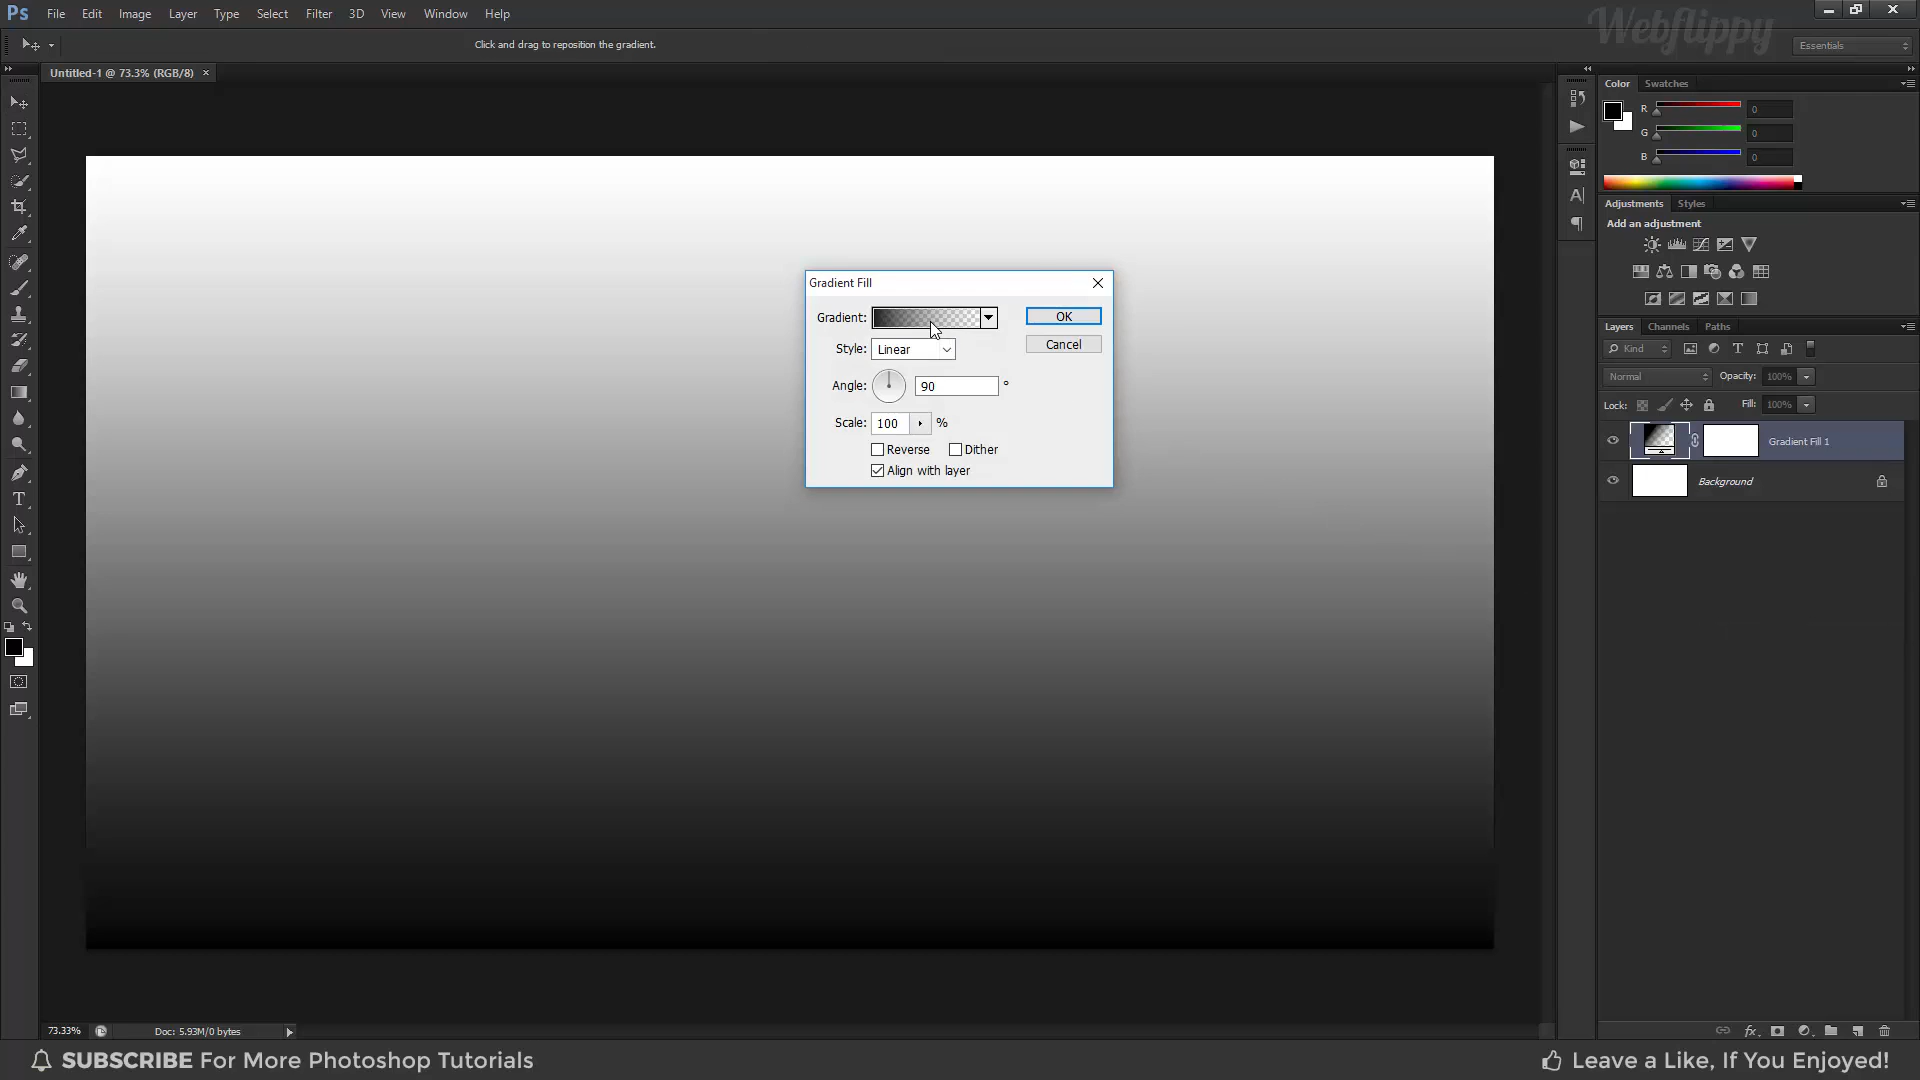 Ps File Edit Image Layer Type Select Filter 3D View Window Help
Webflippy
Click and drag to reposition the gradient.
Essentials
Untitled-1 @ 73.3% (RGB/8) ×
Color Swatches
R 0
G 0
B 0
Adjustments Styles
Add an adjustment
Gradient Fill
Gradient: OK
Style: Linear Cancel
Angle: 90 °
Scale: 100 %
Reverse Dither
Align with layer
Layers Channels Paths
Kind
Normal Opacity: 100%
Lock: Fill: 100%
Gradient Fill 1
Background
73.33% Doc: 5.93M/0 bytes
SUBSCRIBE For More Photoshop Tutorials
Leave a Like, If You Enjoyed!